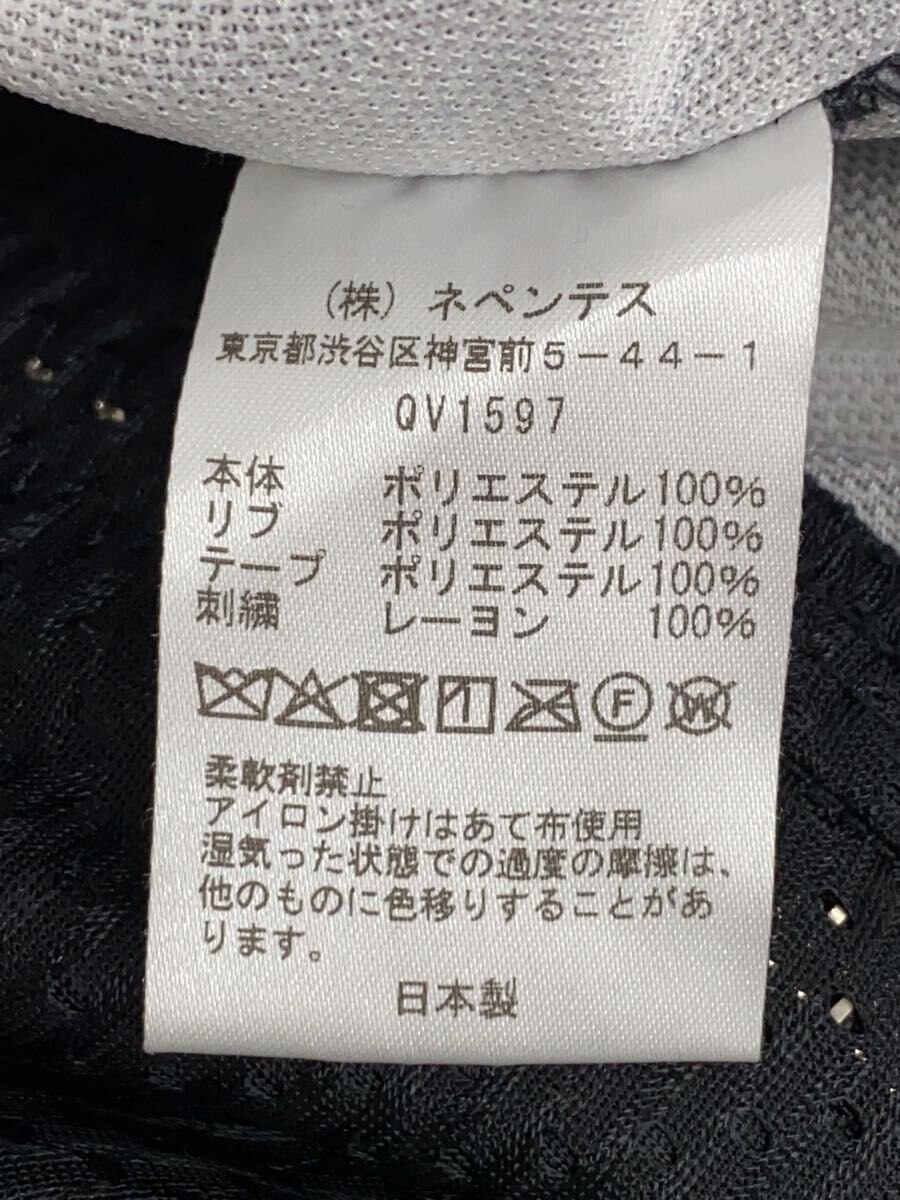 (株) ネペンテス
東京都渋谷区神宮前5-44-1
QV1597
本体 ポリエステル100%
リブ ポリエステル100%
テープ ポリエステル100%
刺繍 レーヨン 100%
F W
柔軟剤禁止
アイロン掛けはあて布使用
湿気った状態での過度の摩擦は、
他のものに色移りすることがあ
ります。
日本製